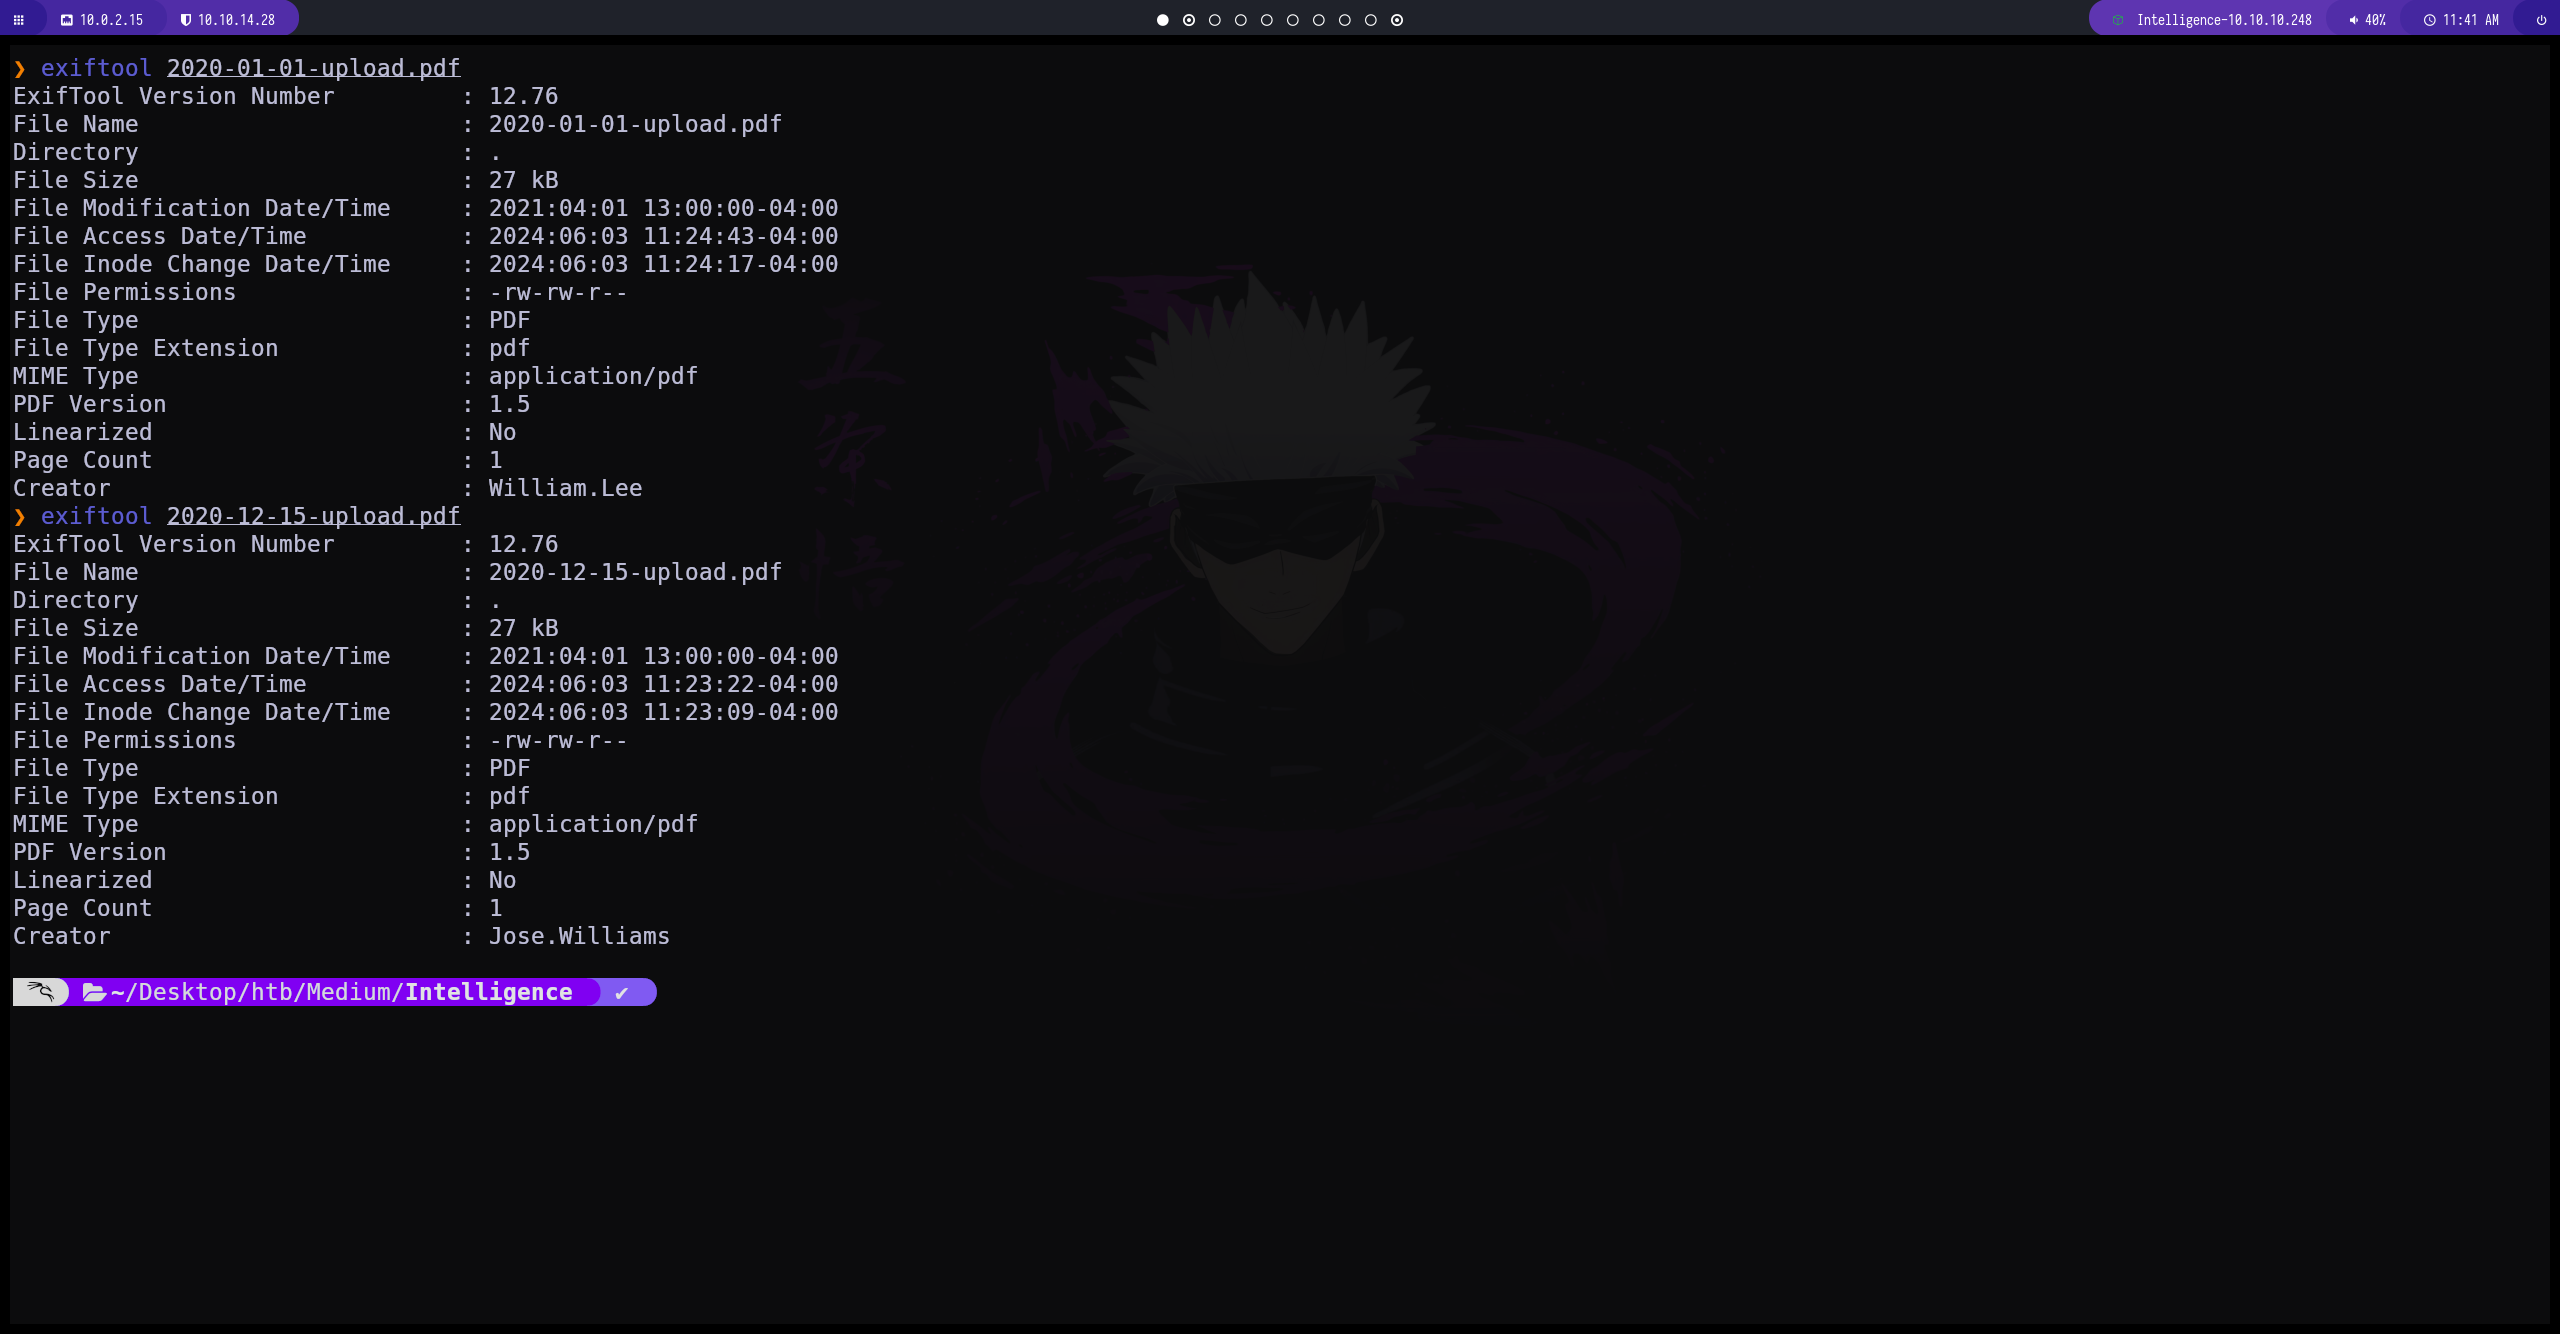 10.0.2.15 10.10.14.28 Intelligence-10.10.10.248 40% 11:41 AM
❯ exiftool 2020-01-01-upload.pdf
ExifTool Version Number : 12.76
File Name : 2020-01-01-upload.pdf
Directory : .
File Size : 27 kB
File Modification Date/Time : 2021:04:01 13:00:00-04:00
File Access Date/Time : 2024:06:03 11:24:43-04:00
File Inode Change Date/Time : 2024:06:03 11:24:17-04:00
File Permissions : -rw-rw-r--
File Type : PDF
File Type Extension : pdf
MIME Type : application/pdf
PDF Version : 1.5
Linearized : No
Page Count : 1
Creator : William.Lee
❯ exiftool 2020-12-15-upload.pdf
ExifTool Version Number : 12.76
File Name : 2020-12-15-upload.pdf
Directory : .
File Size : 27 kB
File Modification Date/Time : 2021:04:01 13:00:00-04:00
File Access Date/Time : 2024:06:03 11:23:22-04:00
File Inode Change Date/Time : 2024:06:03 11:23:09-04:00
File Permissions : -rw-rw-r--
File Type : PDF
File Type Extension : pdf
MIME Type : application/pdf
PDF Version : 1.5
Linearized : No
Page Count : 1
Creator : Jose.Williams
~/Desktop/htb/Medium/Intelligence ✔
五
条
悟